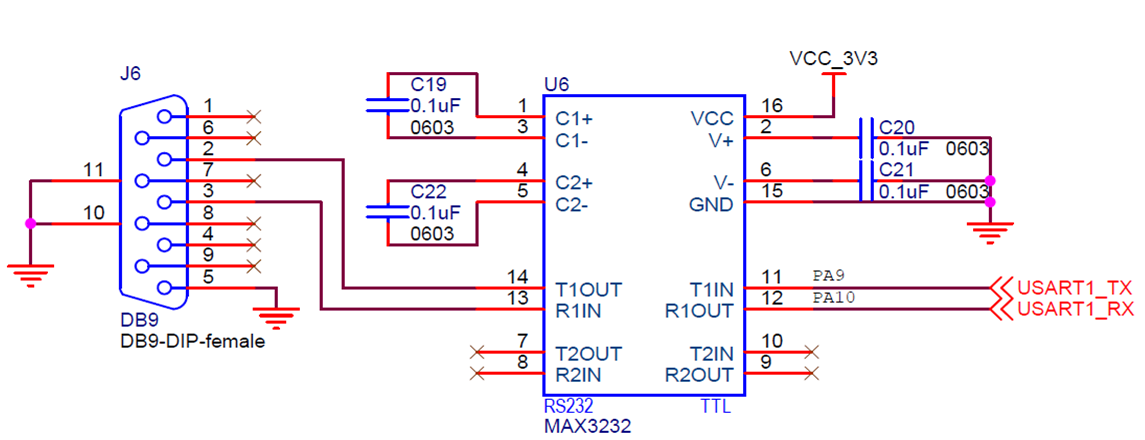 J6
1
6
2
7
3
8
4
9
5
11
10
DB9
DB9-DIP-female
C19
0.1uF
0603
C22
0.1uF
0603
U6
1 C1+
3 C1-
4 C2+
5 C2-
14 T1OUT
13 R1IN
7 T2OUT
8 R2IN
VCC 16
V+ 2
V- 6
GND 15
T1IN 11
R1OUT 12
T2IN 10
R2OUT 9
RS232 TTL
MAX3232
VCC_3V3
C20
0.1uF 0603
C21
0.1uF 0603
PA9
USART1_TX
PA10
USART1_RX